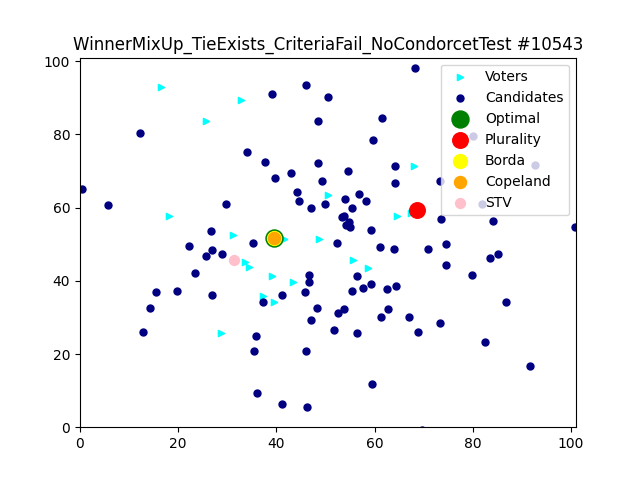 WinnerMixUp_TieExists_CriteriaFail_NoCondorcetTest #10543
100
80
60
40
20
0
0
20
40
60
80
100
Voters
Candidates
Optimal
Plurality
Borda
Copeland
STV